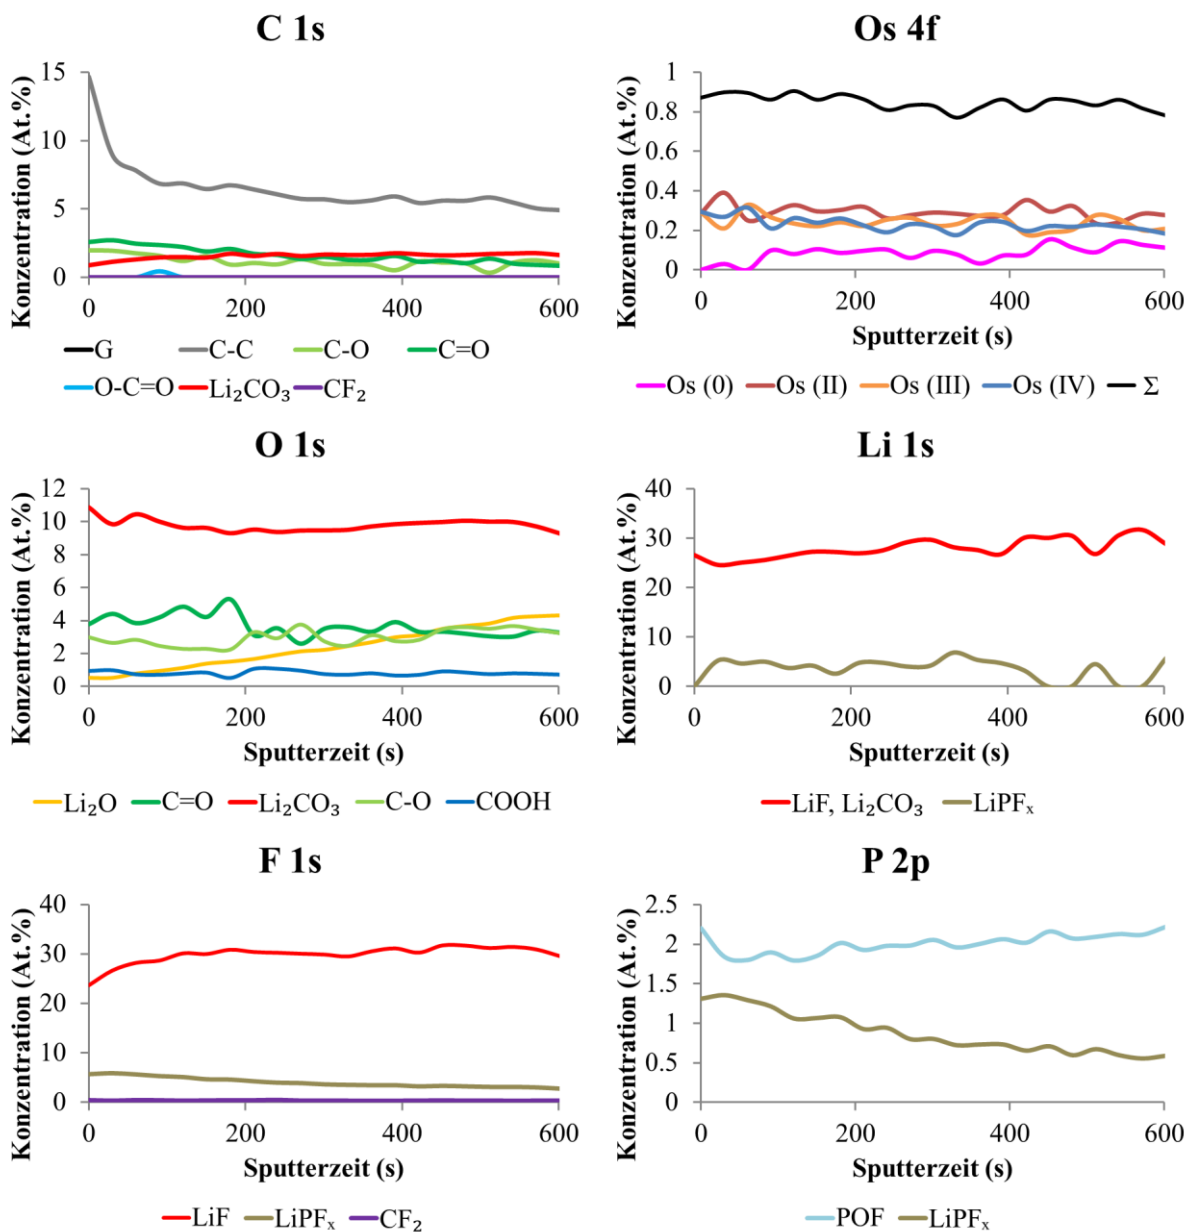 C 1s
Konzentration (At.%)
15
10
5
0
0 200 400 600
Sputterzeit (s)
G C-C C-O C=O
O-C=O Li₂CO₃ CF₂
Os 4f
Konzentration (At.%)
1
0.8
0.6
0.4
0.2
0
0 200 400 600
Sputterzeit (s)
Os (0) Os (II) Os (III) Os (IV) Σ
O 1s
Konzentration (At.%)
12
10
8
6
4
2
0
0 200 400 600
Sputterzeit (s)
Li₂O C=O Li₂CO₃ C-O COOH
Li 1s
Konzentration (At.%)
40
30
20
10
0
0 200 400 600
Sputterzeit (s)
LiF, Li₂CO₃ LiPFₓ
F 1s
Konzentration (At.%)
40
30
20
10
0
0 200 400 600
Sputterzeit (s)
LiF LiPFₓ CF₂
P 2p
Konzentration (At.%)
2.5
2
1.5
1
0.5
0
0 200 400 600
Sputterzeit (s)
POF LiPFₓ